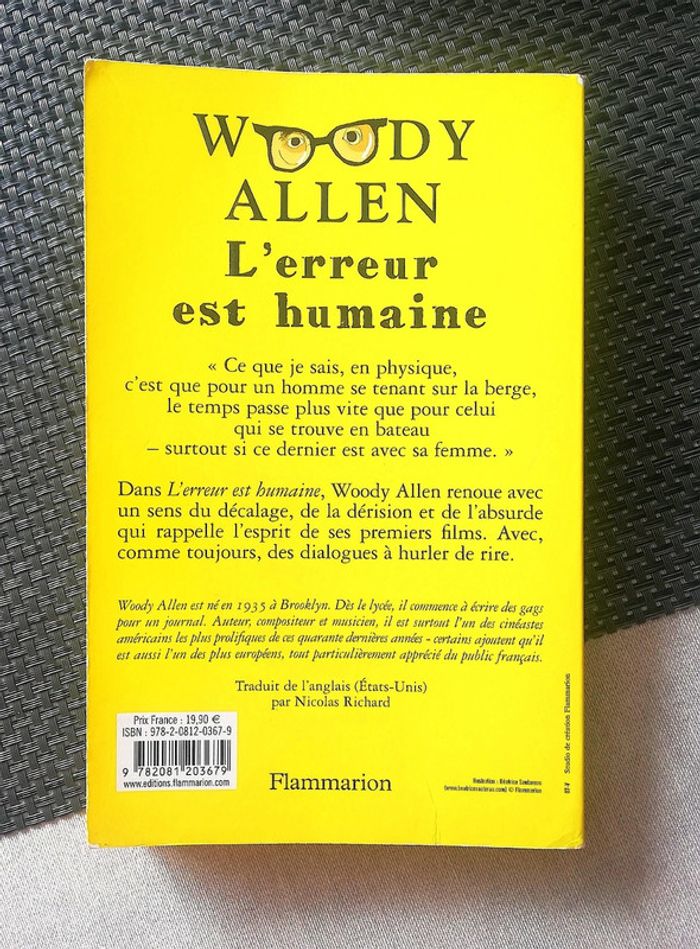 WOODY
ALLEN
L'erreur
est humaine
« Ce que je sais, en physique,
c'est que pour un homme se tenant sur la berge,
le temps passe plus vite que pour celui
qui se trouve en bateau
– surtout si ce dernier est avec sa femme. »
Dans L'erreur est humaine, Woody Allen renoue avec
un sens du décalage, de la dérision et de l'absurde
qui rappelle l'esprit de ses premiers films. Avec,
comme toujours, des dialogues à hurler de rire.
Woody Allen est né en 1935 à Brooklyn. Dès le lycée, il commence à écrire des gags
pour un journal. Auteur, compositeur et musicien, il est surtout l'un des cinéastes
américains les plus prolifiques de ces quarante dernières années - certains ajoutent qu'il
est aussi l'un des plus européens, tout particulièrement apprécié du public français.
Traduit de l'anglais (États-Unis)
par Nicolas Richard
Prix France : 19,90 €
ISBN : 978-2-0812-0367-9
9 782081 203679
www.editions.flammarion.com
Flammarion
Illustration : Béatrice
© Flammarion
Studio de création Flammarion